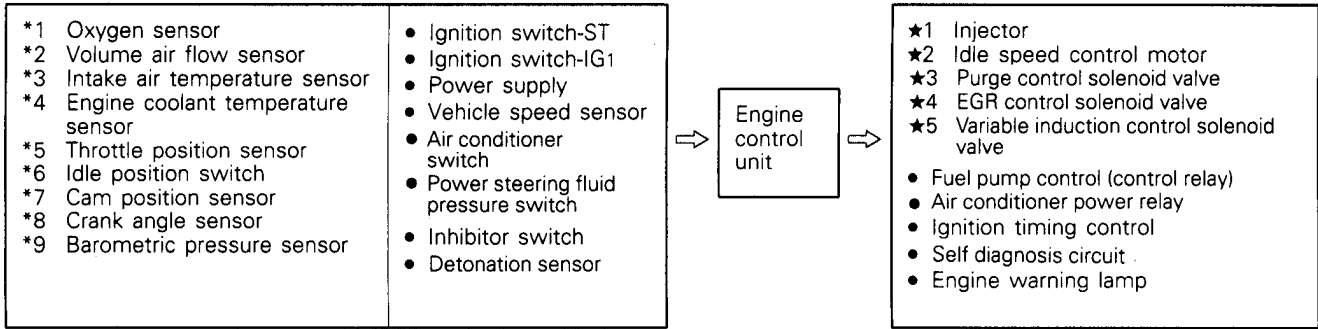 *1 Oxygen sensor
*2 Volume air flow sensor
*3 Intake air temperature sensor
*4 Engine coolant temperature
sensor
*5 Throttle position sensor
*6 Idle position switch
*7 Cam position sensor
*8 Crank angle sensor
*9 Barometric pressure sensor
• Ignition switch-ST
• Ignition switch-IG1
• Power supply
• Vehicle speed sensor
• Air conditioner
switch
• Power steering fluid
pressure switch
• Inhibitor switch
• Detonation sensor
Engine
control
unit
★1 Injector
★2 Idle speed control motor
★3 Purge control solenoid valve
★4 EGR control solenoid valve
★5 Variable induction control solenoid
valve
• Fuel pump control (control relay)
• Air conditioner power relay
• Ignition timing control
• Self diagnosis circuit
• Engine warning lamp